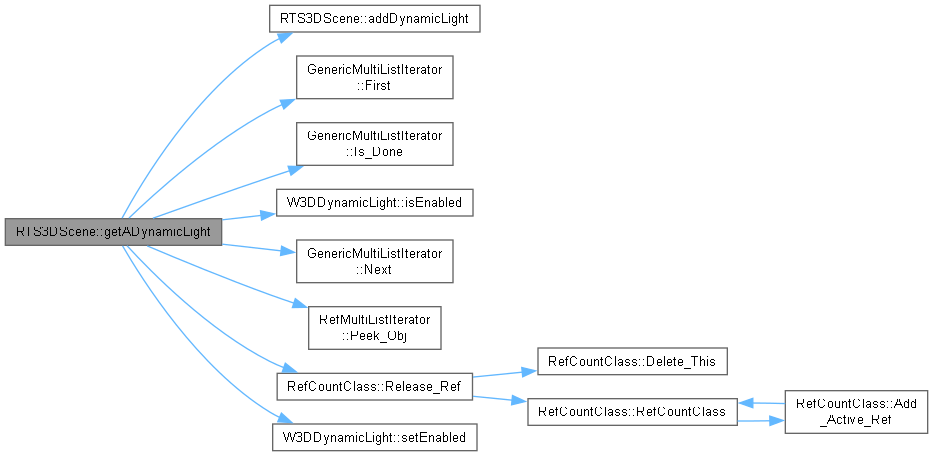 RTS3DScene::addDynamicLight
GenericMultiListIterator
::First
GenericMultiListIterator
::Is_Done
W3DDynamicLight::isEnabled
RTS3DScene::getADynamicLight
GenericMultiListIterator
::Next
RefMultiListIterator
::Peek_Obj
RefCountClass::Release_Ref
RefCountClass::Delete_This
RefCountClass::RefCountClass
RefCountClass::Add
_Active_Ref
W3DDynamicLight::setEnabled